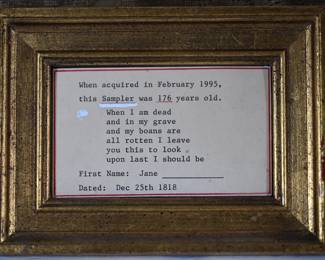 When acquired in February 1995,
this Sampler was 176 years old.
When I am dead
and in my grave
and my boans are
all rotten I leave
you this to look
upon last I should be
First Name: Jane ____________
Dated: Dec 25th 1818